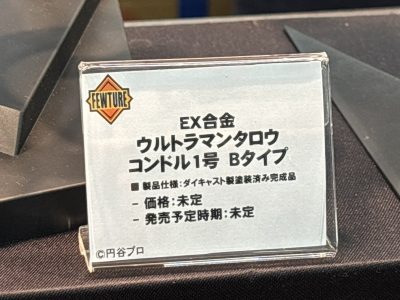 FEWTURE
EX合金
ウルトラマンタロウ
コンドル1号 Bタイプ
■ 製品仕様：ダイキャスト製塗装済み完成品
- 価格：未定
- 発売予定時期：未定
©円谷プロ